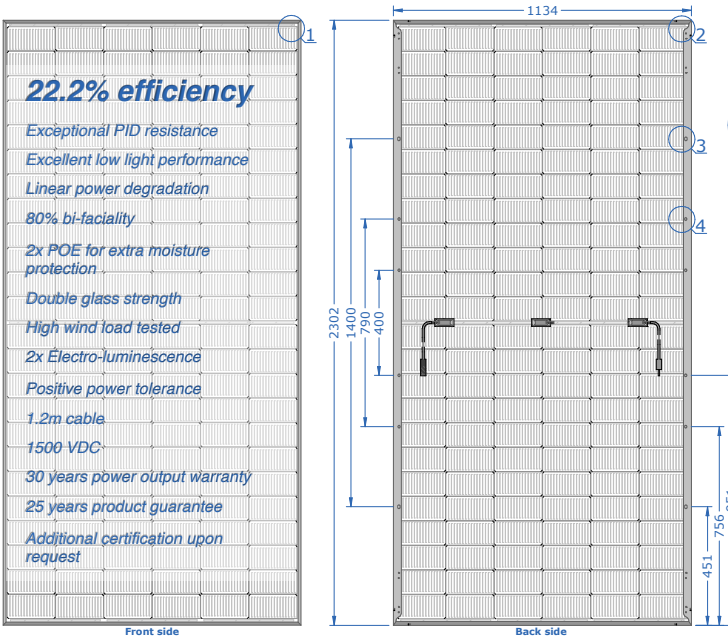 1134
1
2
22.2% efficiency
Exceptional PID resistance
3
Excellent low light performance
Linear power degradation
80% bi-faciality
4
2x POE for extra moisture
protection
Double glass strength
High wind load tested
2302
1400
790
400
2x Electro-luminescence
Positive power tolerance
1.2m cable
1500 VDC
30 years power output warranty
25 years product guarantee
Additional certification upon
request
756
451
Front side
Back side